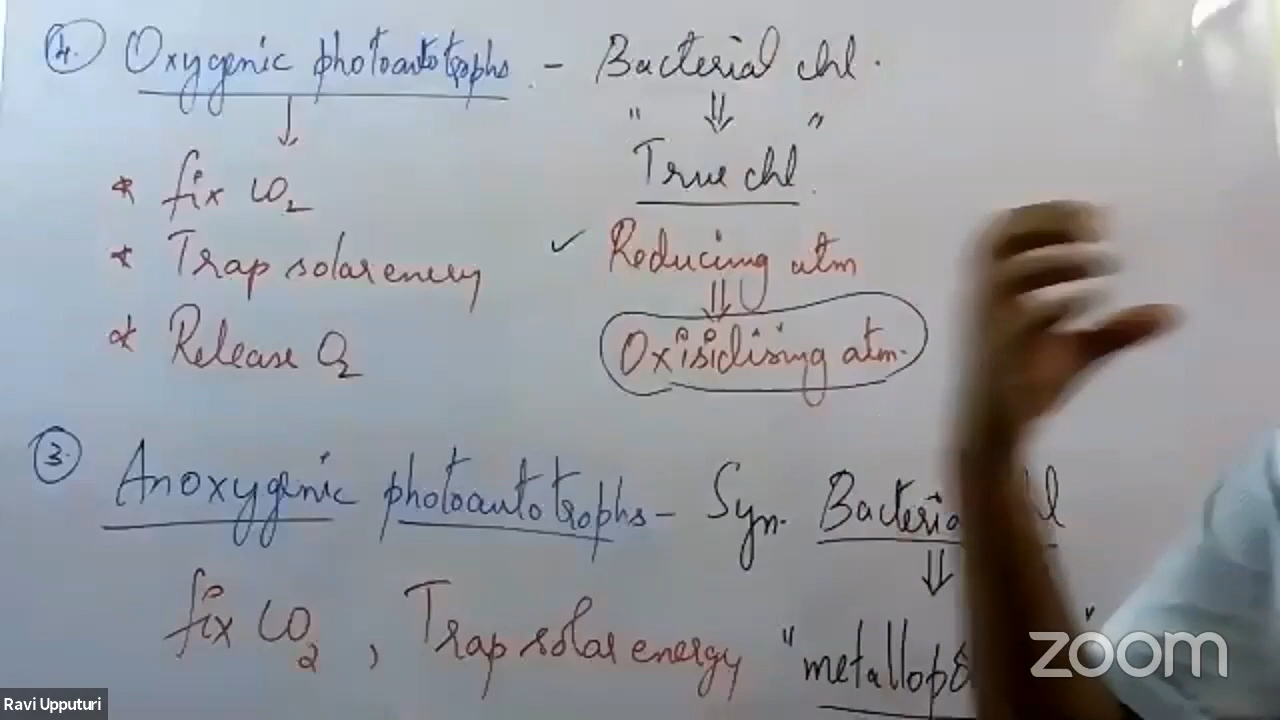 4. Oxygenic photoautotrophs - Bacterial chl.
"True chl."
* fix CO2
* Trap solar energy
* Release O2
✓ Reducing atm
Oxisidising atm.
3. Anoxygenic photoautotrophs - Syn. Bacteria
fix CO2, Trap solar energy
zoom
Ravi Upputuri